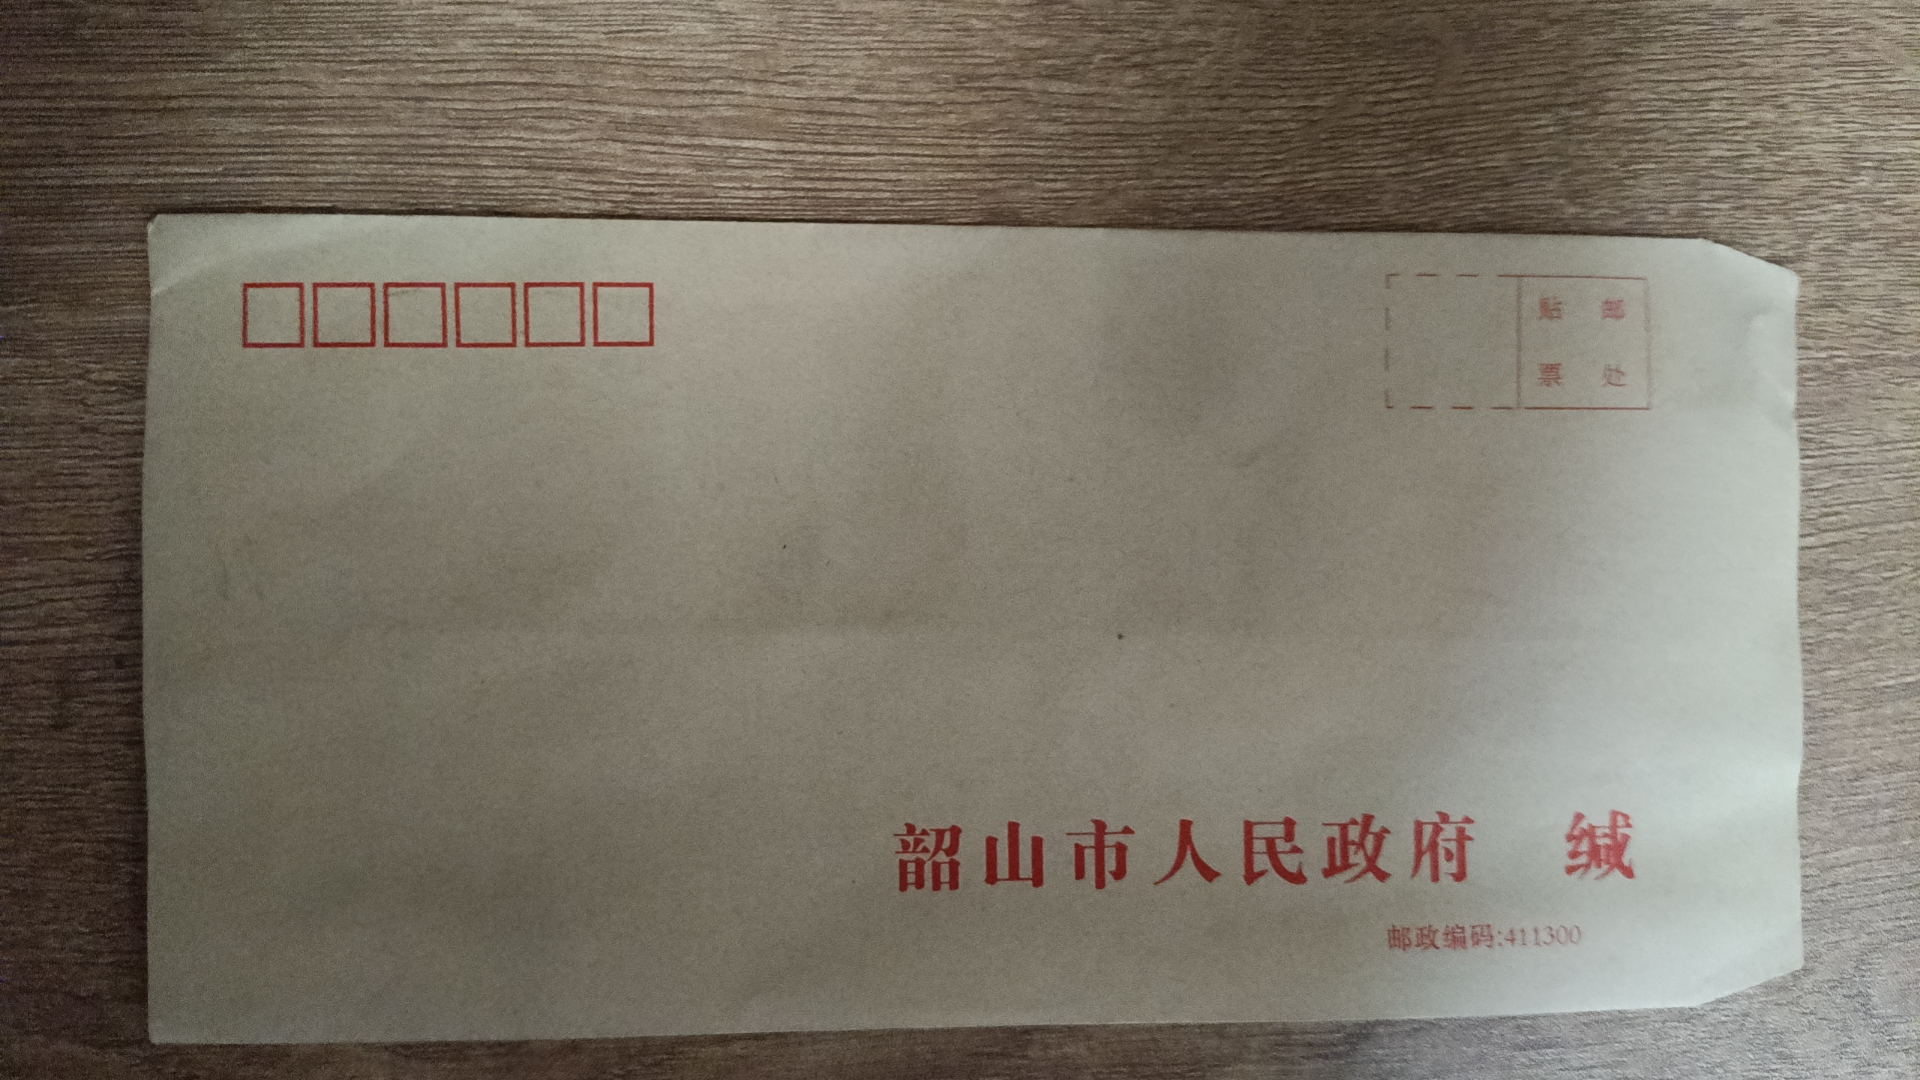 贴 邮
票 处
韶山市人民政府 缄
邮政编码:411300